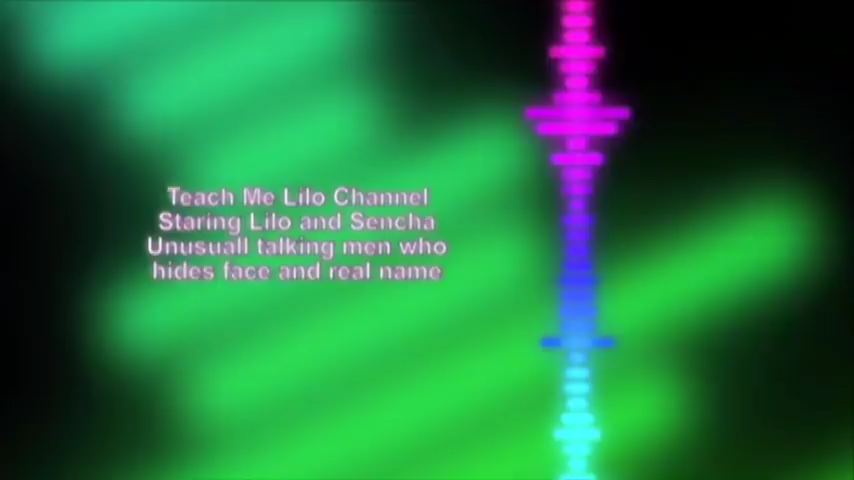 Teach Me Lilo Channel
Staring Lilo and Sencha
Unusuall talking men who
hides face and real name